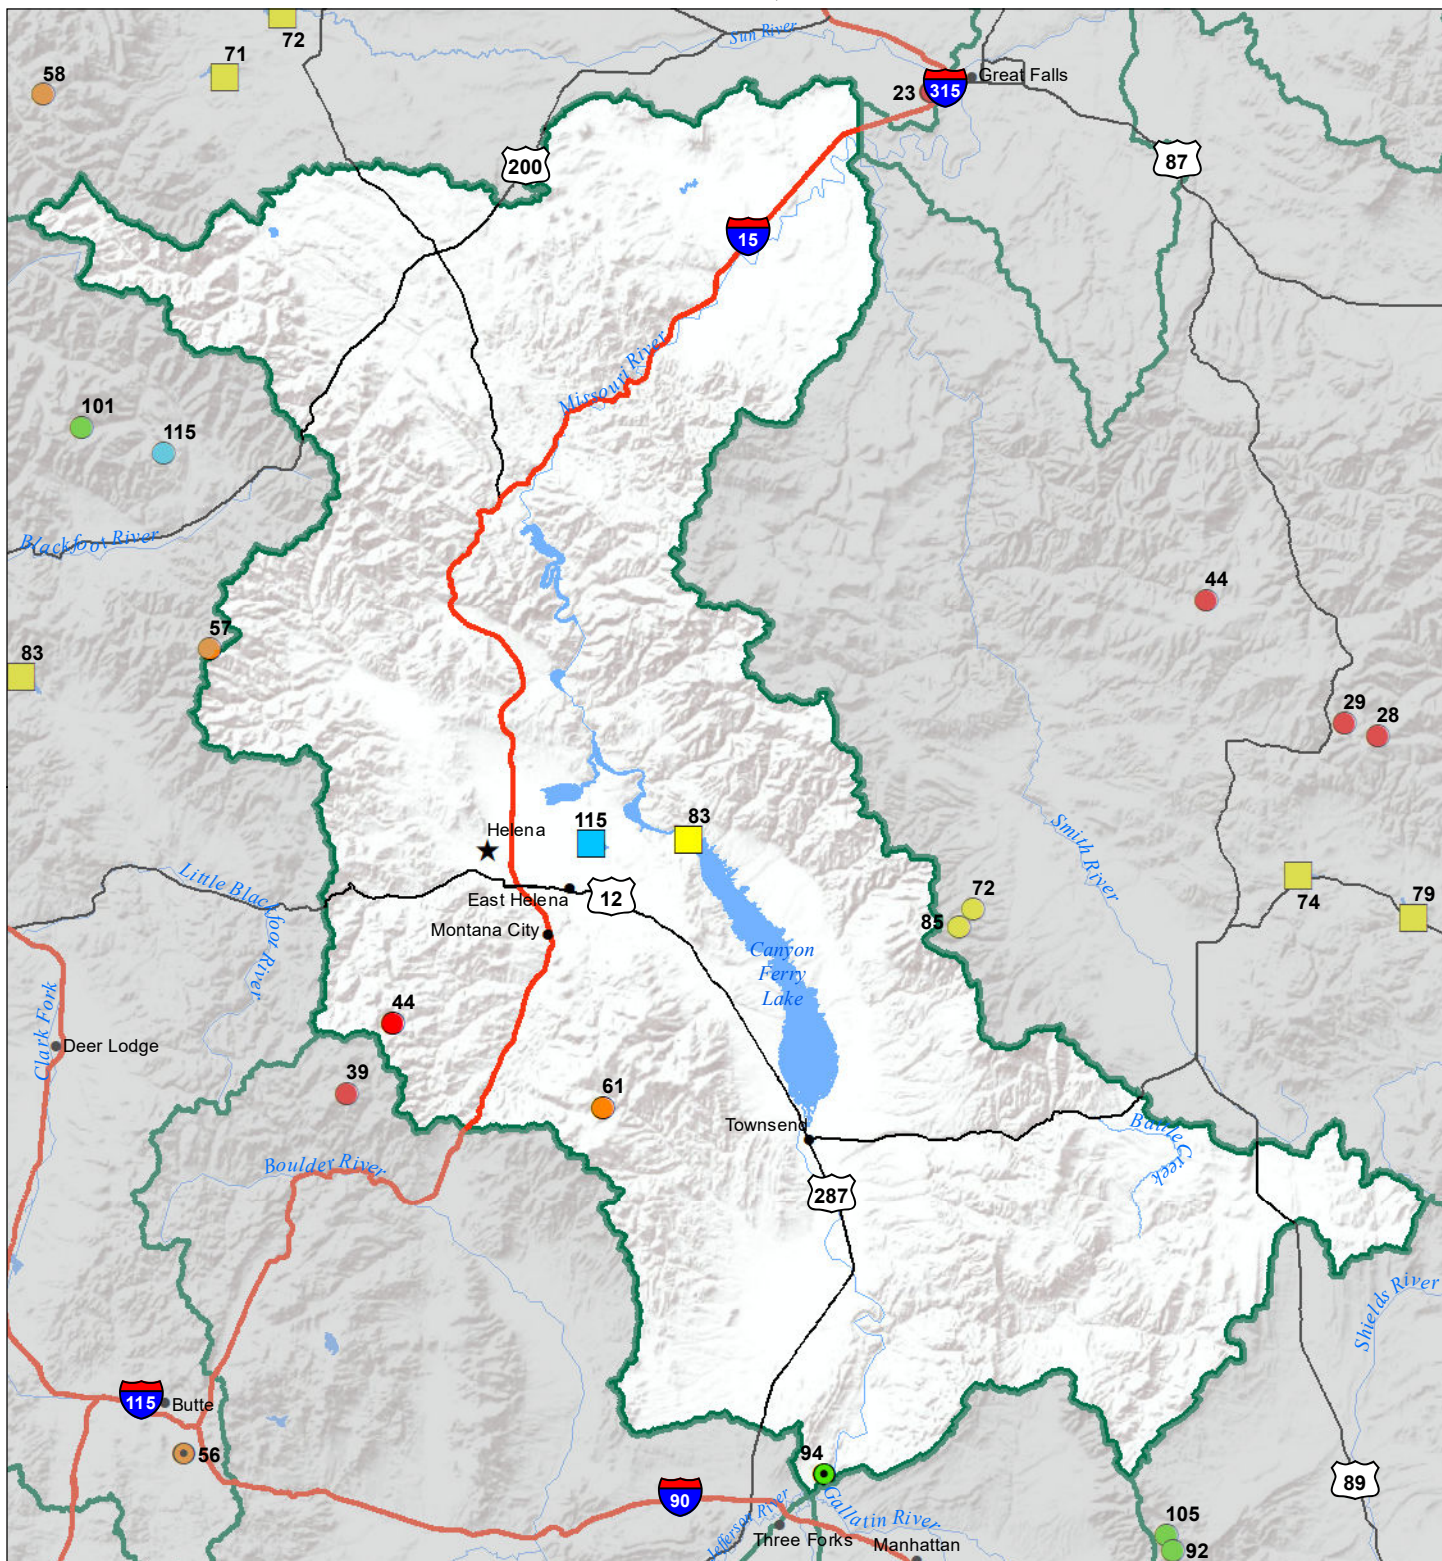 72
71
58
Sun River
Great Falls
23
315
200
87
15
Missouri River
101
115
Blackfoot River
44
57
83
29
28
Smith River
Helena
115
83
74
79
Little Blackfoot River
East Helena
12
72
85
Montana City
Canyon
Ferry
Lake
44
Clark Fork
Deer Lodge
39
61
Townsend
Battle Creek
Boulder River
287
Shields River
115
Butte
56
94
90
89
Gallatin River
Jefferson River
Three Forks
Manhattan
105
92